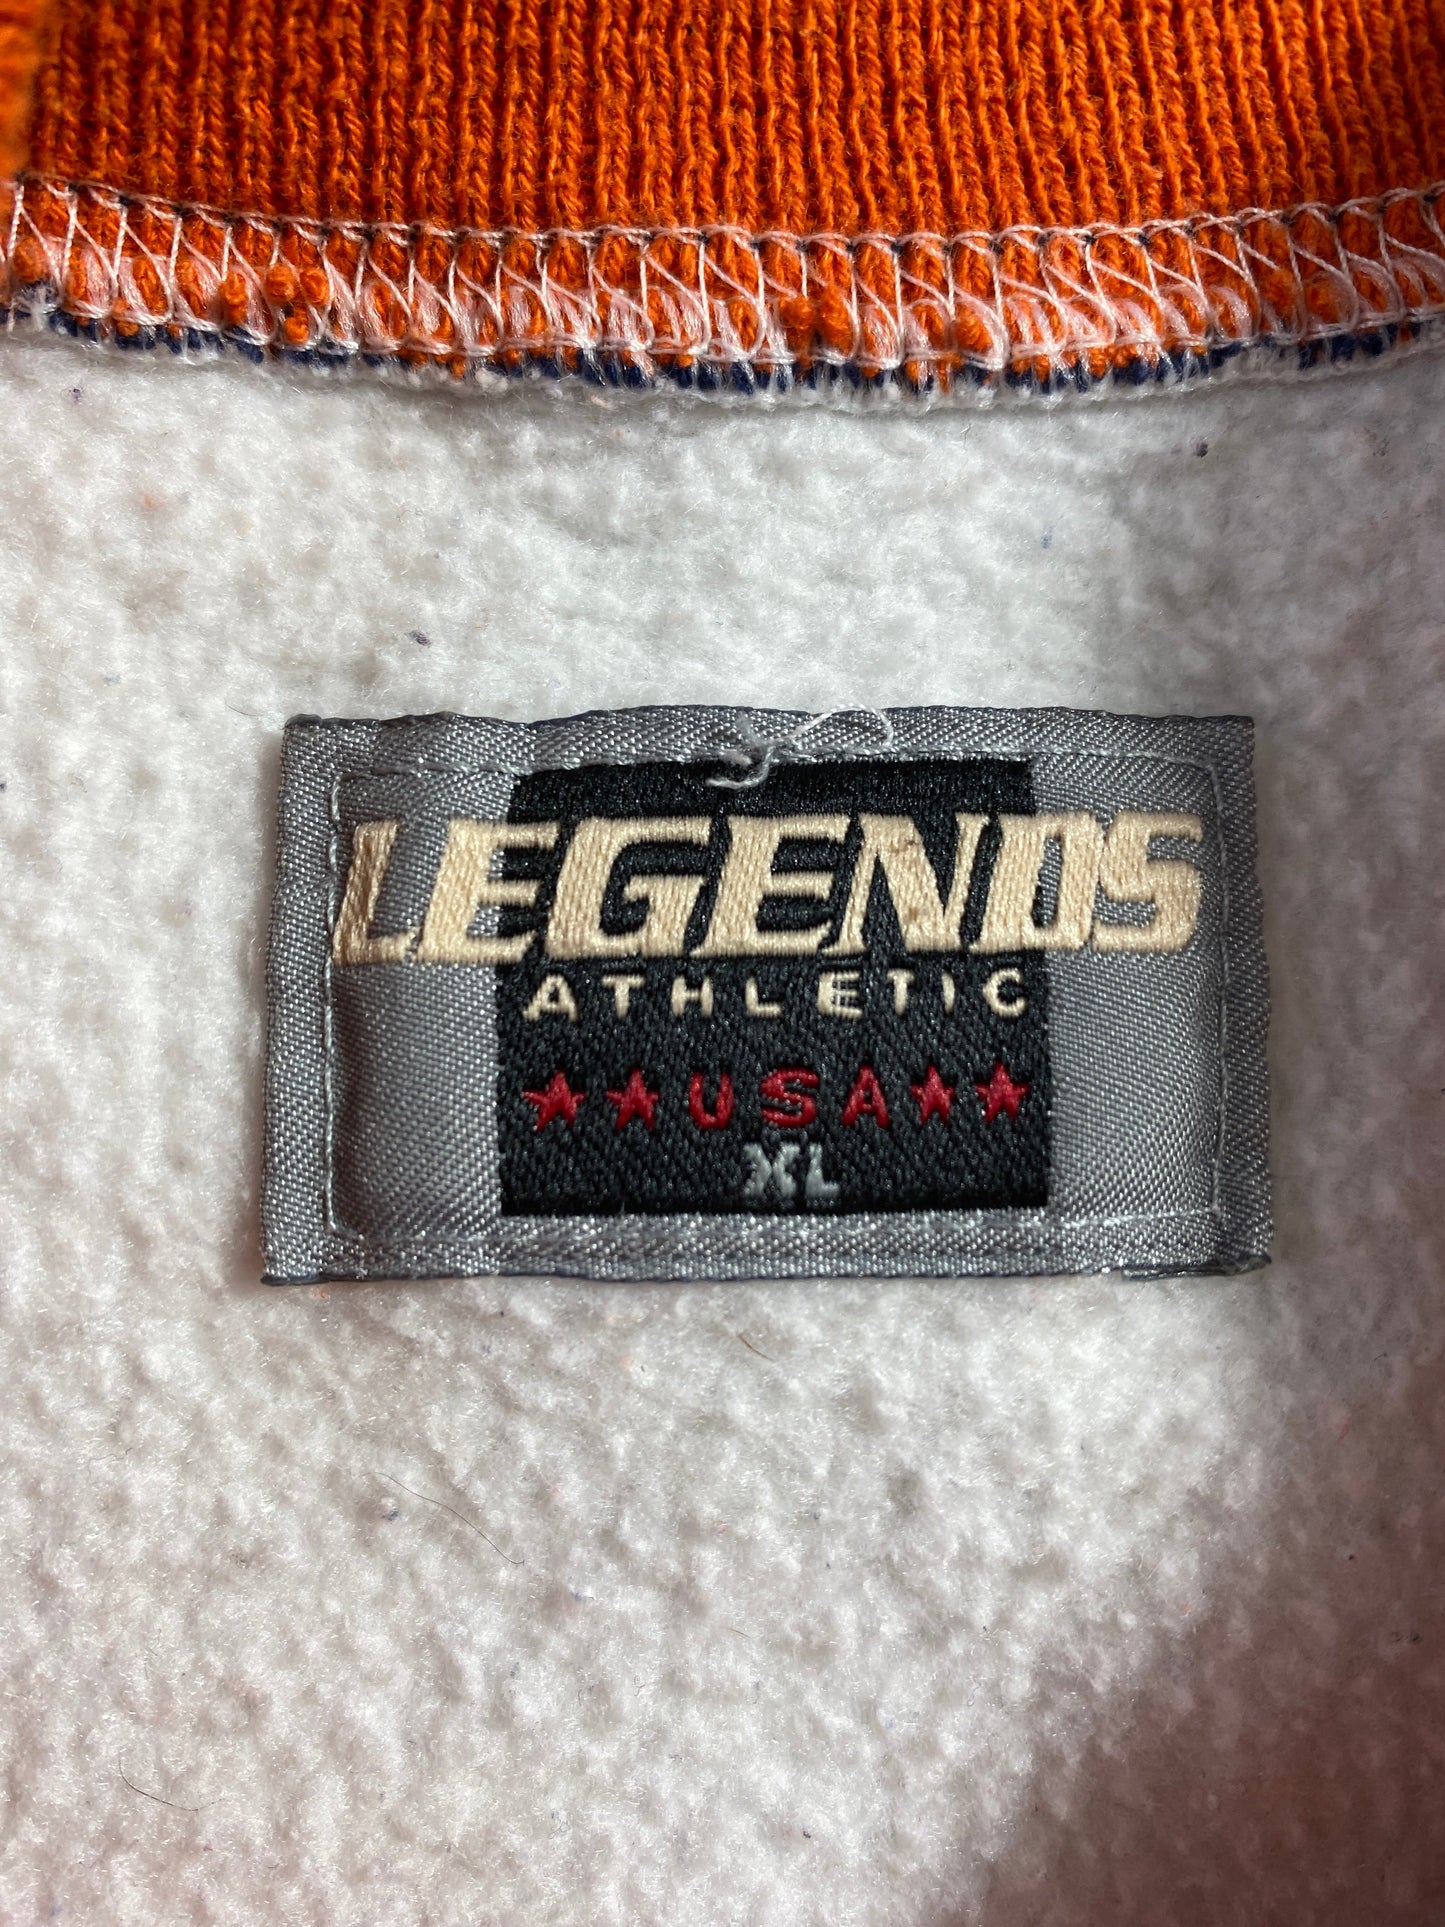 LEGENDS
ATHLETIC
★★USA★★
XL